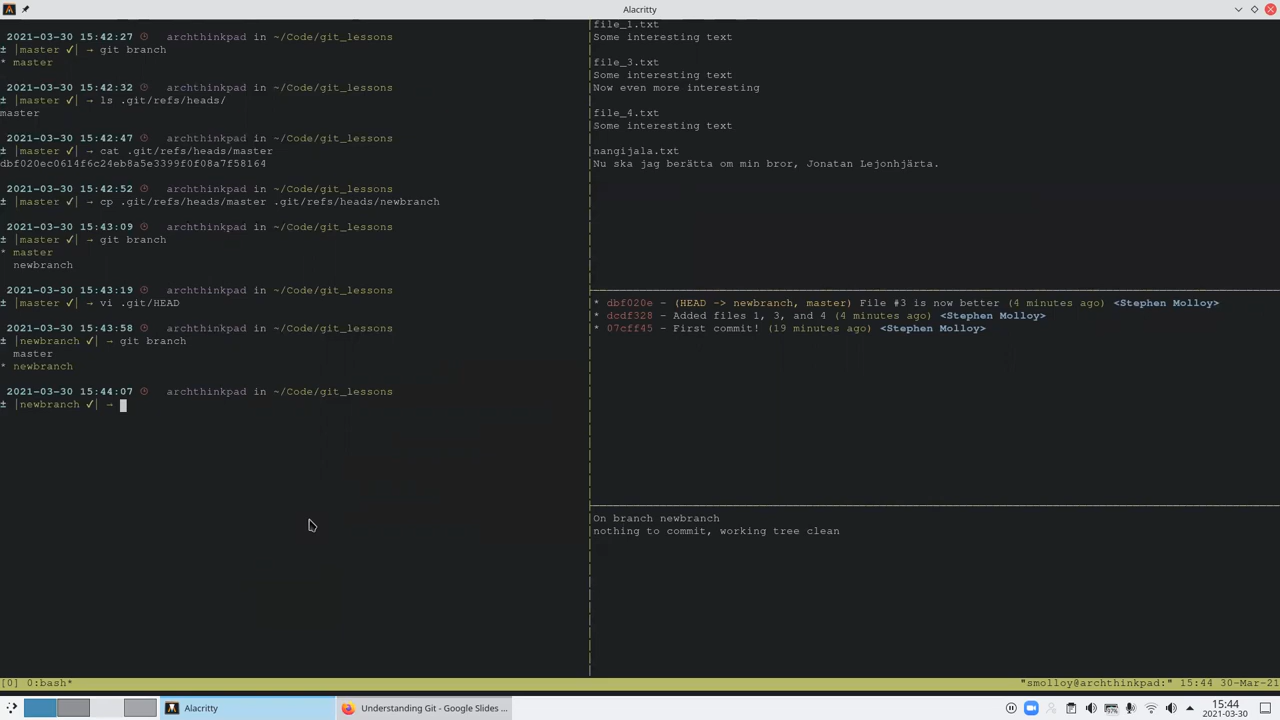 Alacritty
2021-03-30 15:42:27 archthinkpad in ~/Code/git_lessons
± |master ✓| → git branch
* master
2021-03-30 15:42:32 archthinkpad in ~/Code/git_lessons
± |master ✓| → ls .git/refs/heads/
master
2021-03-30 15:42:47 archthinkpad in ~/Code/git_lessons
± |master ✓| → cat .git/refs/heads/master
dbf020ec0614f6c24eb8a5e3399f0f08a7f58164
2021-03-30 15:42:52 archthinkpad in ~/Code/git_lessons
± |master ✓| → cp .git/refs/heads/master .git/refs/heads/newbranch
2021-03-30 15:43:09 archthinkpad in ~/Code/git_lessons
± |master ✓| → git branch
* master
newbranch
2021-03-30 15:43:19 archthinkpad in ~/Code/git_lessons
± |master ✓| → vi .git/HEAD
2021-03-30 15:43:58 archthinkpad in ~/Code/git_lessons
± |newbranch ✓| → git branch
master
* newbranch
2021-03-30 15:44:07 archthinkpad in ~/Code/git_lessons
± |newbranch ✓| →
file_1.txt
Some interesting text
file_3.txt
Some interesting text
Now even more interesting
file_4.txt
Some interesting text
nangijala.txt
Nu ska jag berätta om min bror, Jonatan Lejonhjärta.
* dbf020e - (HEAD -> newbranch, master) File #3 is now better (4 minutes ago) <Stephen Molloy>
* dcdf328 - Added files 1, 3, and 4 (4 minutes ago) <Stephen Molloy>
* 07cff45 - First commit! (19 minutes ago) <Stephen Molloy>
On branch newbranch
nothing to commit, working tree clean
[0] 0:bash*
"smolloy@archthinkpad:" 15:44 30-Mar-21
Alacritty
Understanding Git - Google Slides ...
97%
15:44
2021-03-30